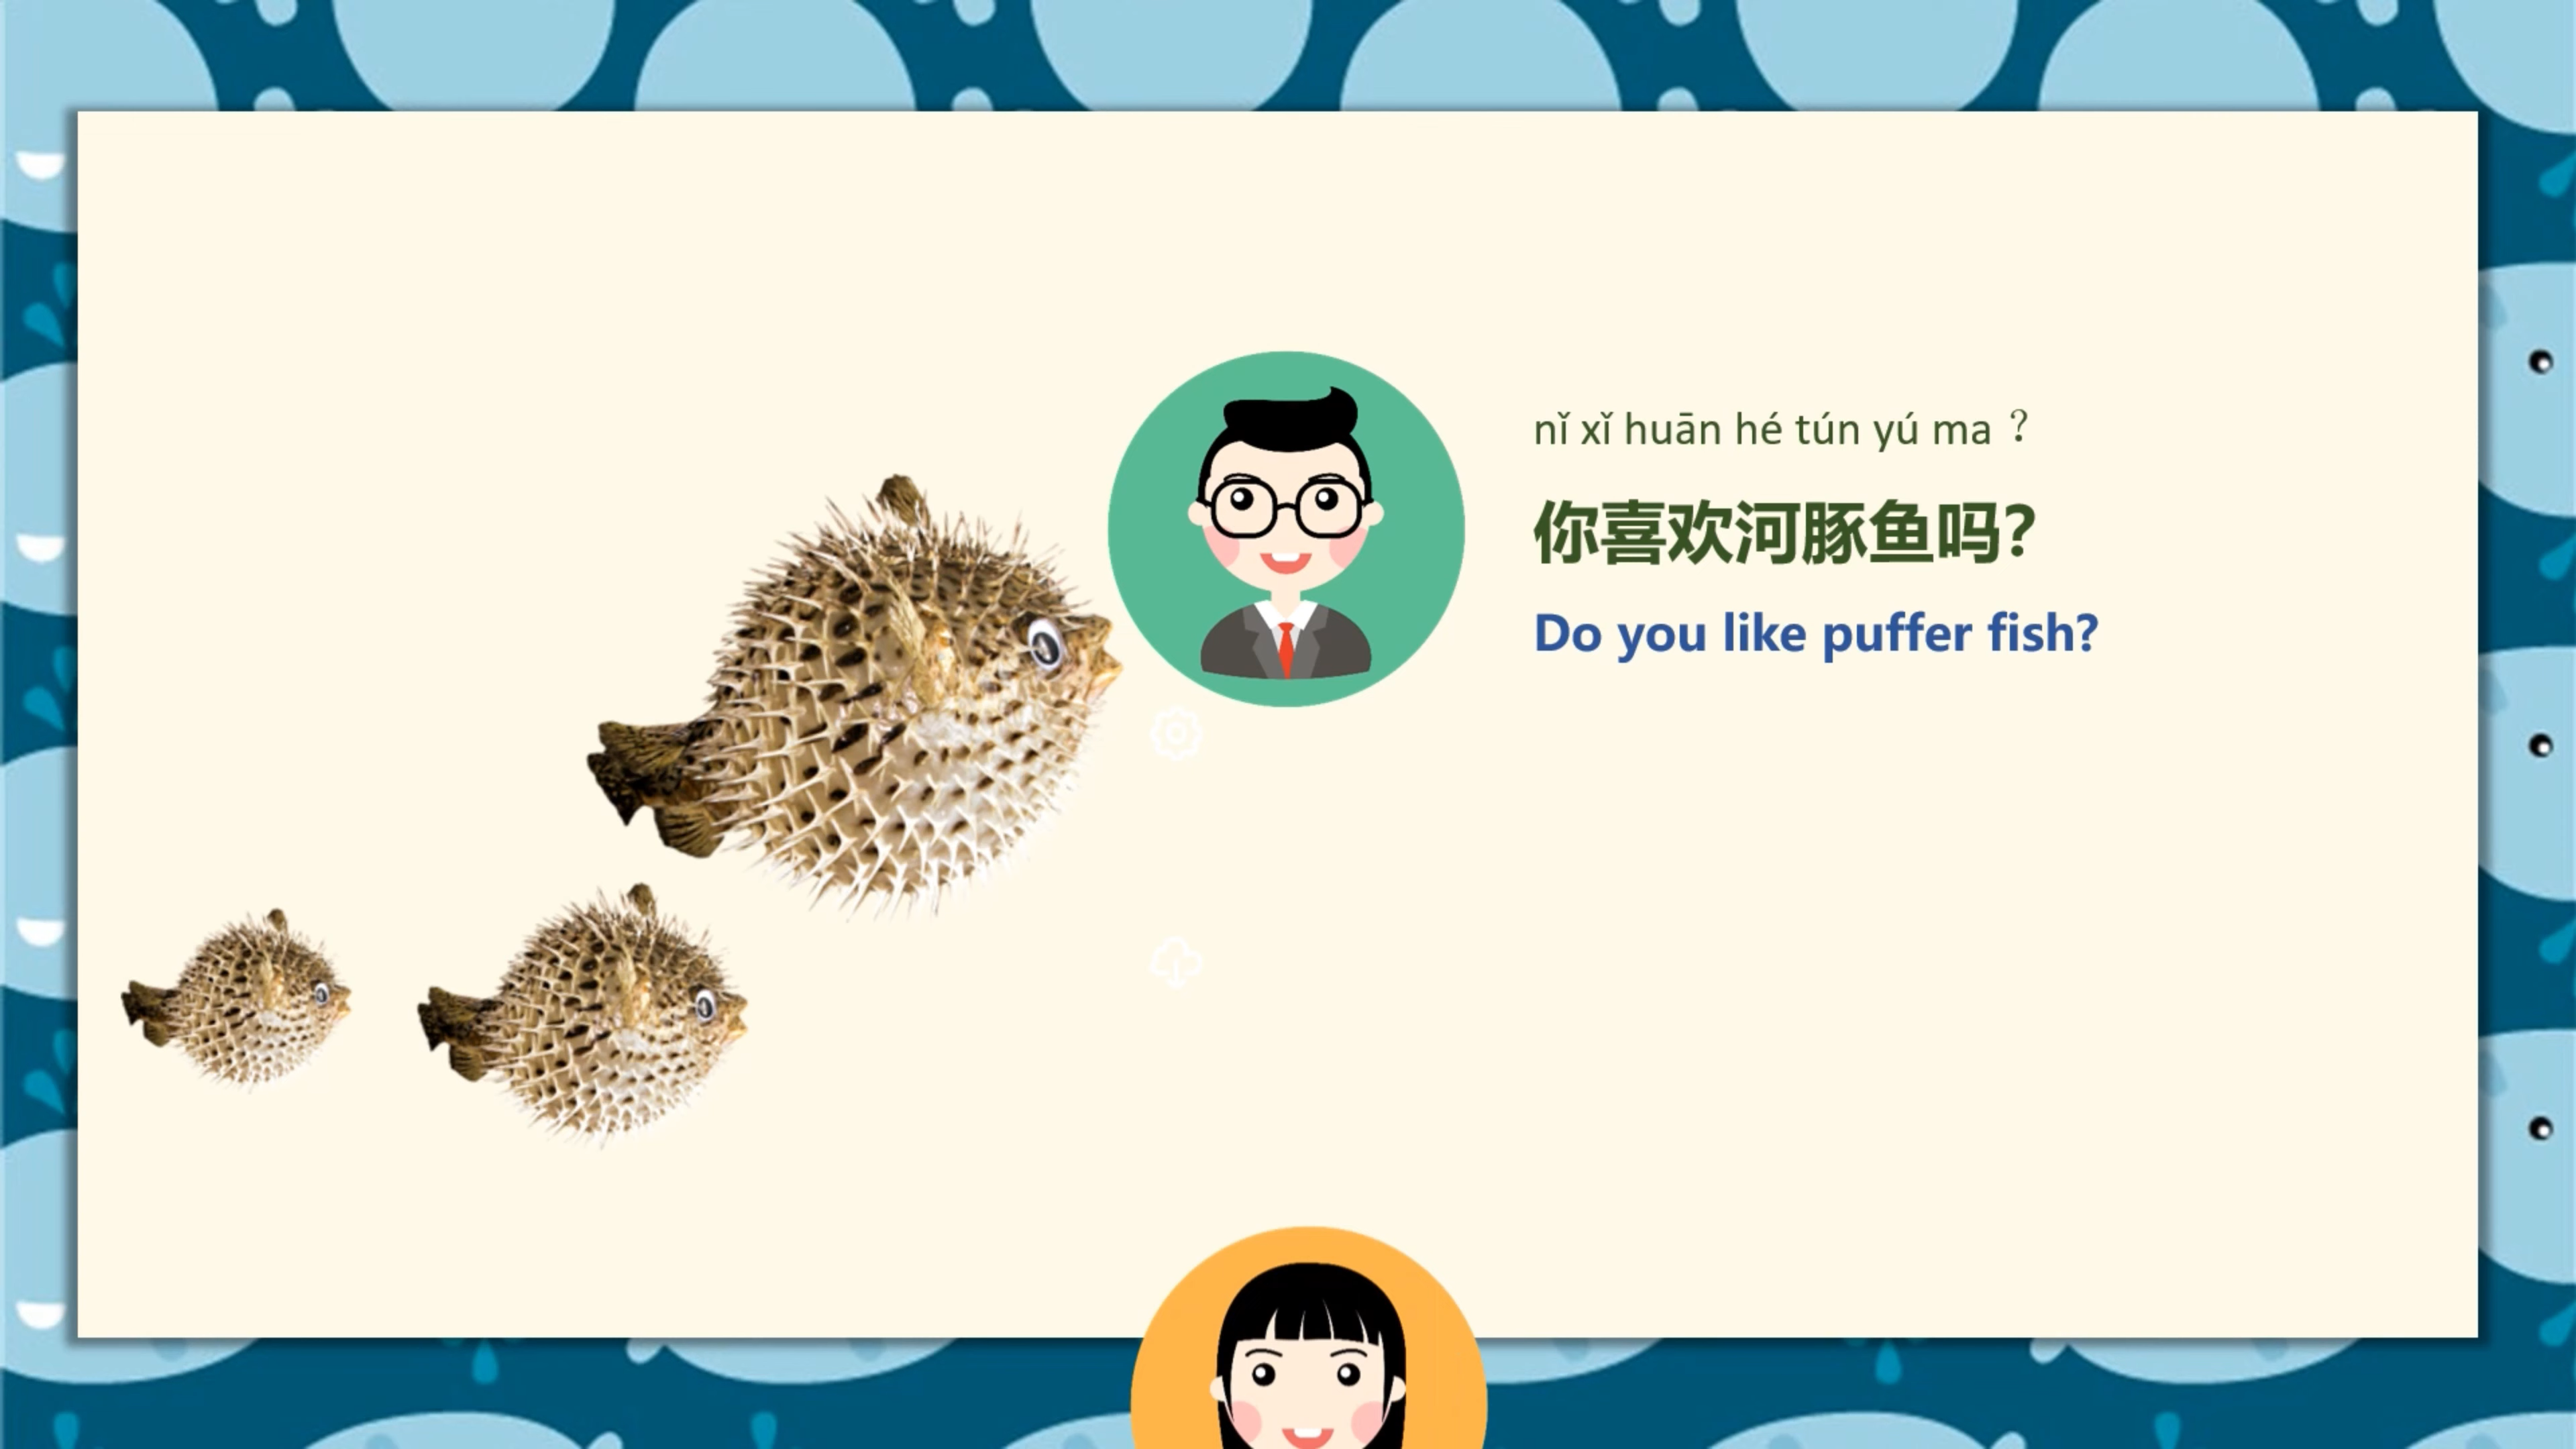 nǐ xǐ huān hé tún yú ma？
你喜欢河豚鱼吗？
Do you like puffer fish?